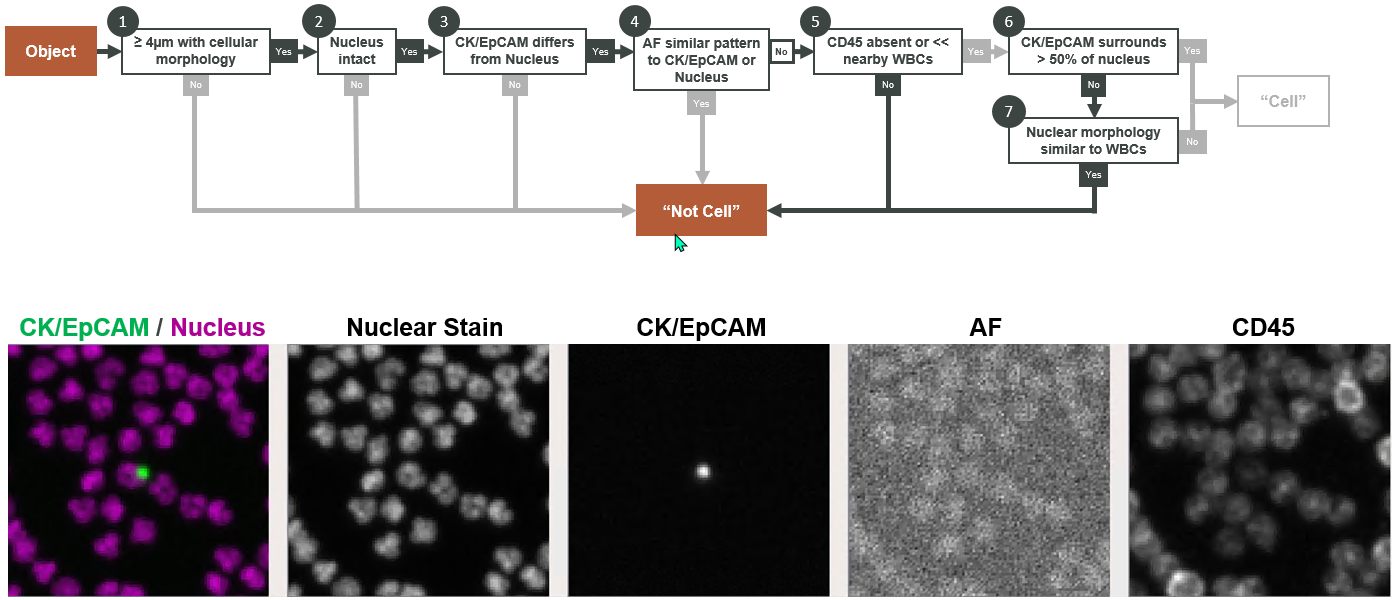 1
2
3
4
5
6
Object
≥ 4µm with cellular
morphology
Yes
No
Nucleus
intact
Yes
No
CK/EpCAM differs
from Nucleus
Yes
No
AF similar pattern
to CK/EpCAM or
Nucleus
No
Yes
CD45 absent or <<
nearby WBCs
Yes
No
CK/EpCAM surrounds
> 50% of nucleus
Yes
No
"Cell"
7
Nuclear morphology
similar to WBCs
No
Yes
“Not Cell”
CK/EpCAM / Nucleus
Nuclear Stain
CK/EpCAM
AF
CD45